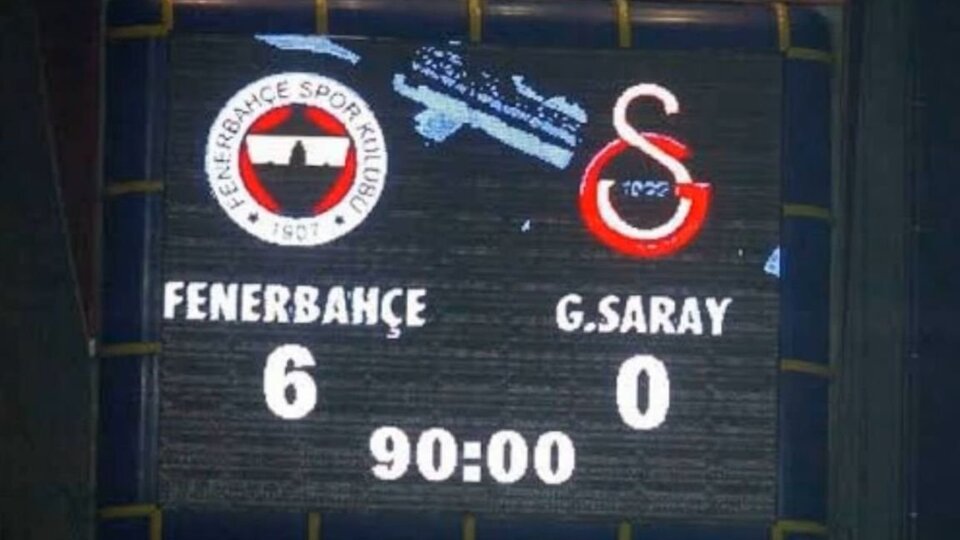 FENERBAHÇE SPOR KULÜBÜ
1907
FENERBAHÇE
G.SARAY
6
0
90:00